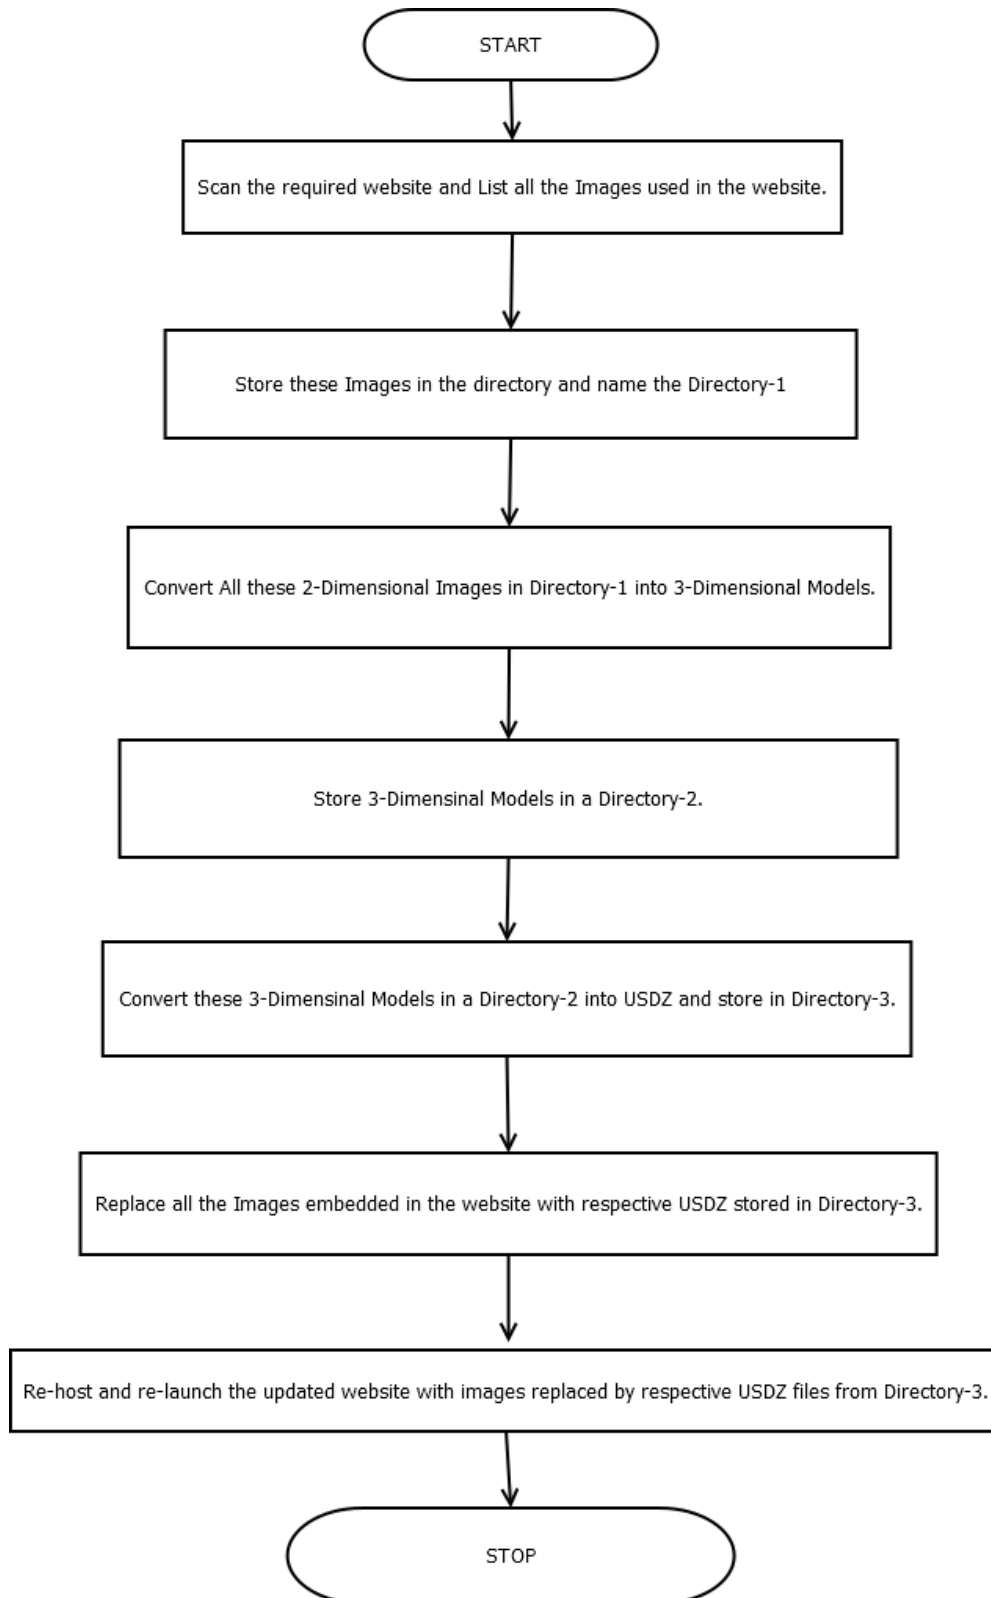 START
Scan the required website and List all the Images used in the website.
Store these Images in the directory and name the Directory-1
Convert All these 2-Dimensional Images in Directory-1 into 3-Dimensional Models.
Store 3-Dimensinal Models in a Directory-2.
Convert these 3-Dimensinal Models in a Directory-2 into USDZ and store in Directory-3.
Replace all the Images embedded in the website with respective USDZ stored in Directory-3.
Re-host and re-launch the updated website with images replaced by respective USDZ files from Directory-3.
STOP